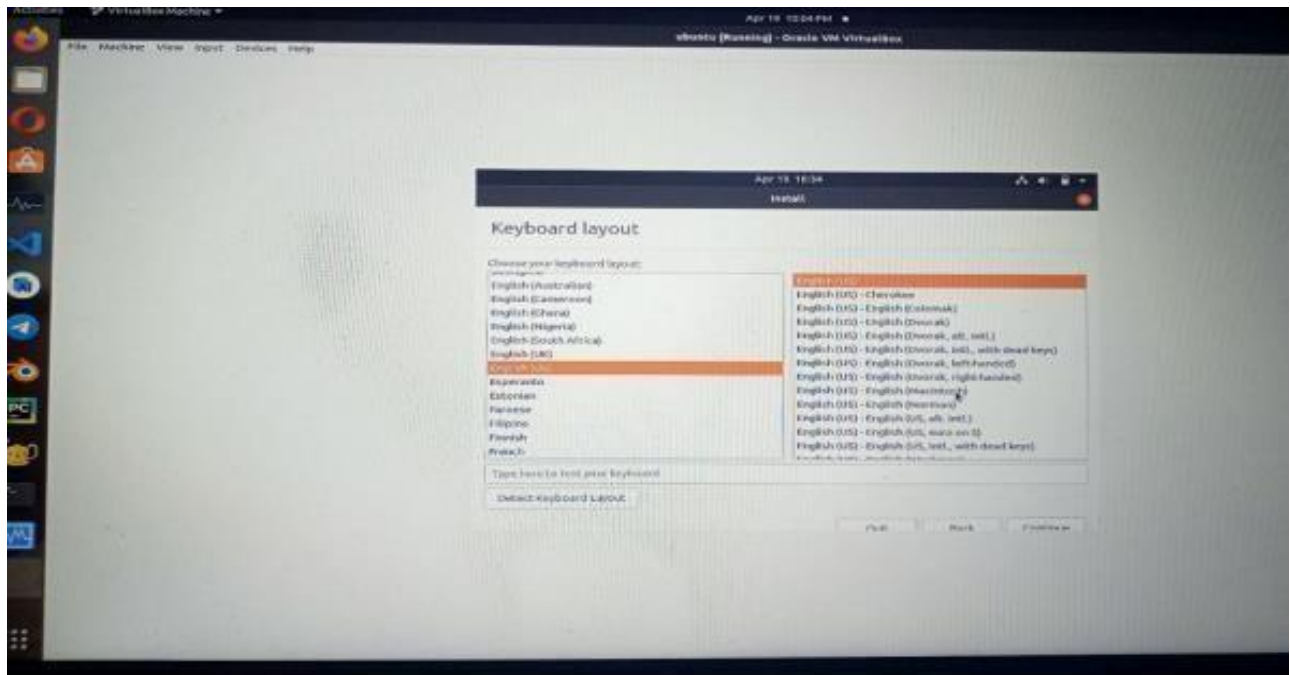 Activities VirtualBox Machine
Apr 19 10:04 PM
ubuntu [Running] - Oracle VM VirtualBox
File Machine View Input Devices Help
Install
Keyboard layout
Choose your keyboard layout:
English (Australian)
English (Cameroon)
English (Ghana)
English (Nigeria)
English (South Africa)
English (UK)
English (US)
Esperanto
Estonian
Faroese
Filipino
Finnish
French
English (US)
English (US) - Cherokee
English (US) - English (Colemak)
English (US) - English (Dvorak)
English (US) - English (Dvorak, alt. intl.)
English (US) - English (Dvorak, intl., with dead keys)
English (US) - English (Dvorak, left-handed)
English (US) - English (Dvorak, right-handed)
English (US) - English (Macintosh)
English (US) - English (Norman)
English (US) - English (US, alt. intl.)
English (US) - English (US, euro on 5)
English (US) - English (US, intl., with dead keys)
Type here to test your keyboard
Detect Keyboard Layout
Quit Back Continue
PC